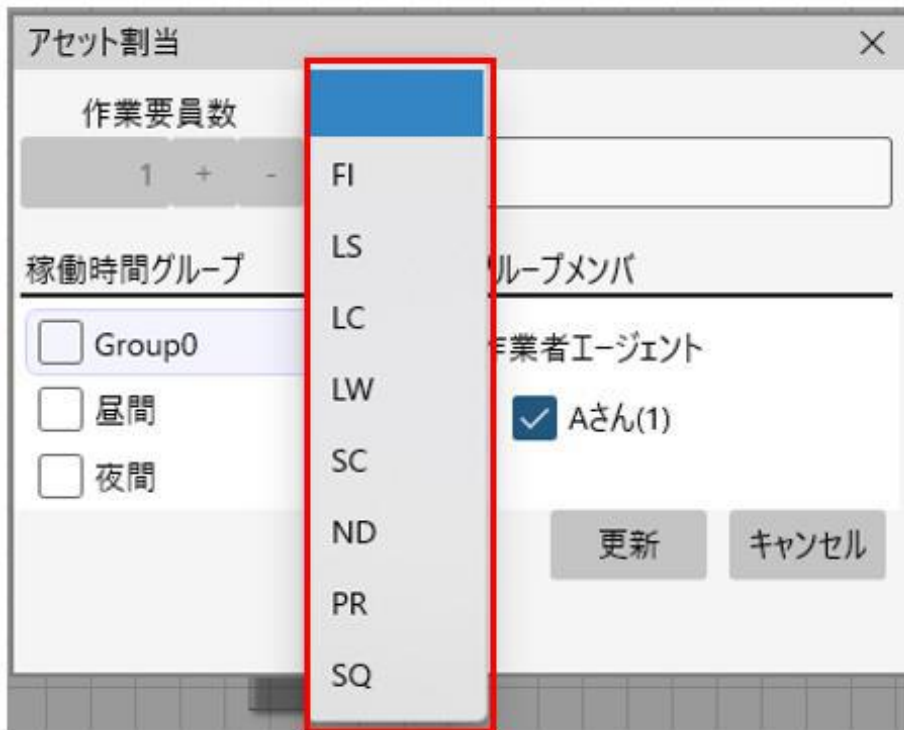 アセット割当
作業要員数
1 + -
FI
LS
LC
LW
SC
ND
PR
SQ
稼働時間グループ
ループメンバ
Group0
昼間
夜間
業者エージェント
Aさん(1)
更新 キャンセル